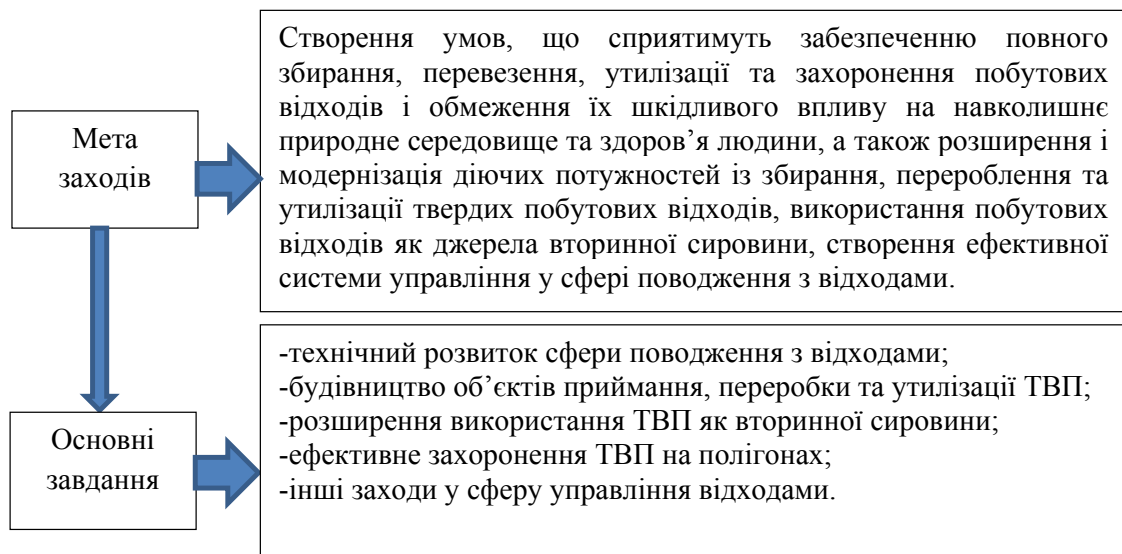 Мета
заходів
Створення умов, що сприятимуть забезпеченню повного
збирання, перевезення, утилізації та захоронення побутових
відходів і обмеження їх шкідливого впливу на навколишнє
природне середовище та здоров’я людини, а також розширення і
модернізація діючих потужностей із збирання, перероблення та
утилізації твердих побутових відходів, використання побутових
відходів як джерела вторинної сировини, створення ефективної
системи управління у сфері поводження з відходами.
Основні
завдання
-технічний розвиток сфери поводження з відходами;
-будівництво об’єктів приймання, переробки та утилізації ТВП;
-розширення використання ТВП як вторинної сировини;
-ефективне захоронення ТВП на полігонах;
-інші заходи у сферу управління відходами.